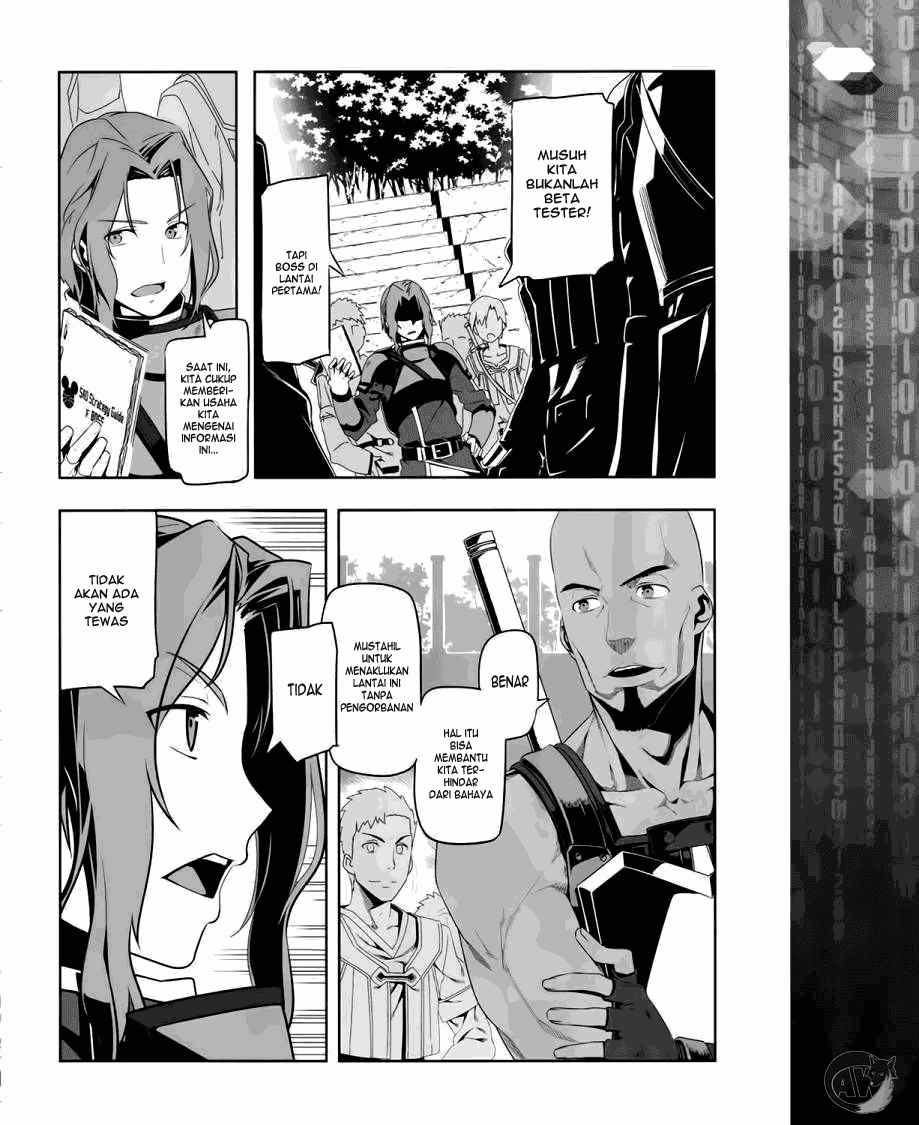 MUSUH
KITA
BUKANLAH
BETA
TESTER!
TAPI
BOSS DI
LANTAI
PERTAMA!
SAAT INI,
KITA CUKUP
MEMBERI-
KAN USAHA
KITA
MENGENAI
INFORMASI
INI...
SAO Strategy Guide
BOSS
BENAR
HAL ITU
BISA
MEMBANTU
KITA TER-
HINDAR
DARI BAHAYA
MUSTAHIL
UNTUK
MENAKLUKAN
LANTAI INI
TANPA
PENGORBANAN
TIDAK
TIDAK
AKAN ADA
YANG
TEWAS
AW